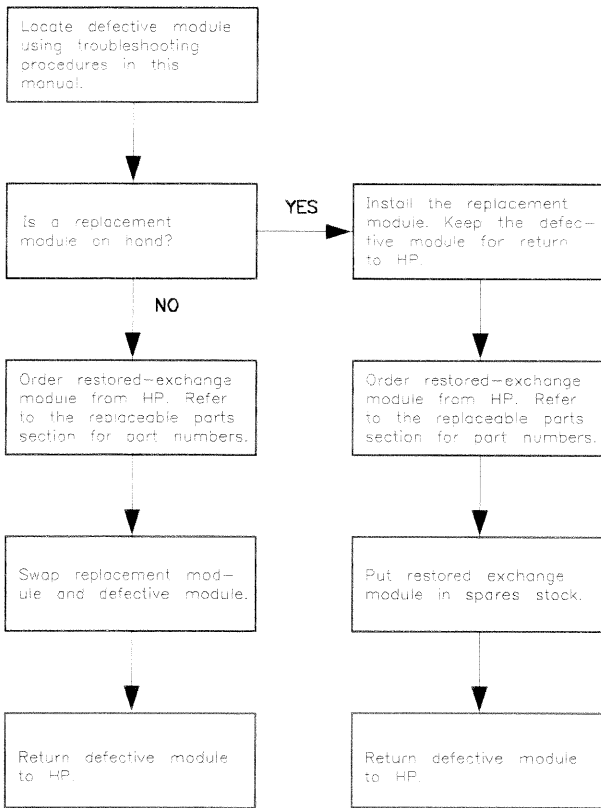 Locate defective module
using troubleshooting
procedures in this
manual.
Is a replacement
module on hand?
YES
Install the replacement
module. Keep the defec-
tive module for return
to HP.
NO
Order restored-exchange
module from HP. Refer
to the replaceable parts
section for part numbers.
Order restored-exchange
module from HP. Refer
to the replaceable parts
section for part numbers.
Swap replacement mod-
ule and defective module.
Put restored exchange
module in spares stock.
Return defective module
to HP.
Return defective module
to HP.